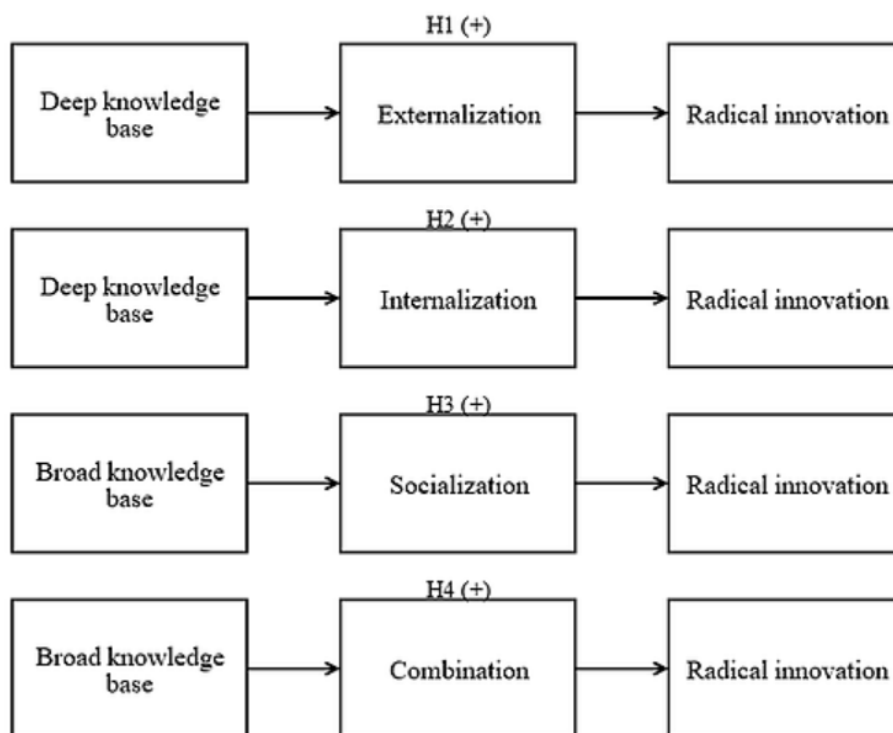 H1 (+)
Deep knowledge
base
Externalization
Radical innovation
H2 (+)
Deep knowledge
base
Internalization
Radical innovation
H3 (+)
Broad knowledge
base
Socialization
Radical innovation
H4 (+)
Broad knowledge
base
Combination
Radical innovation